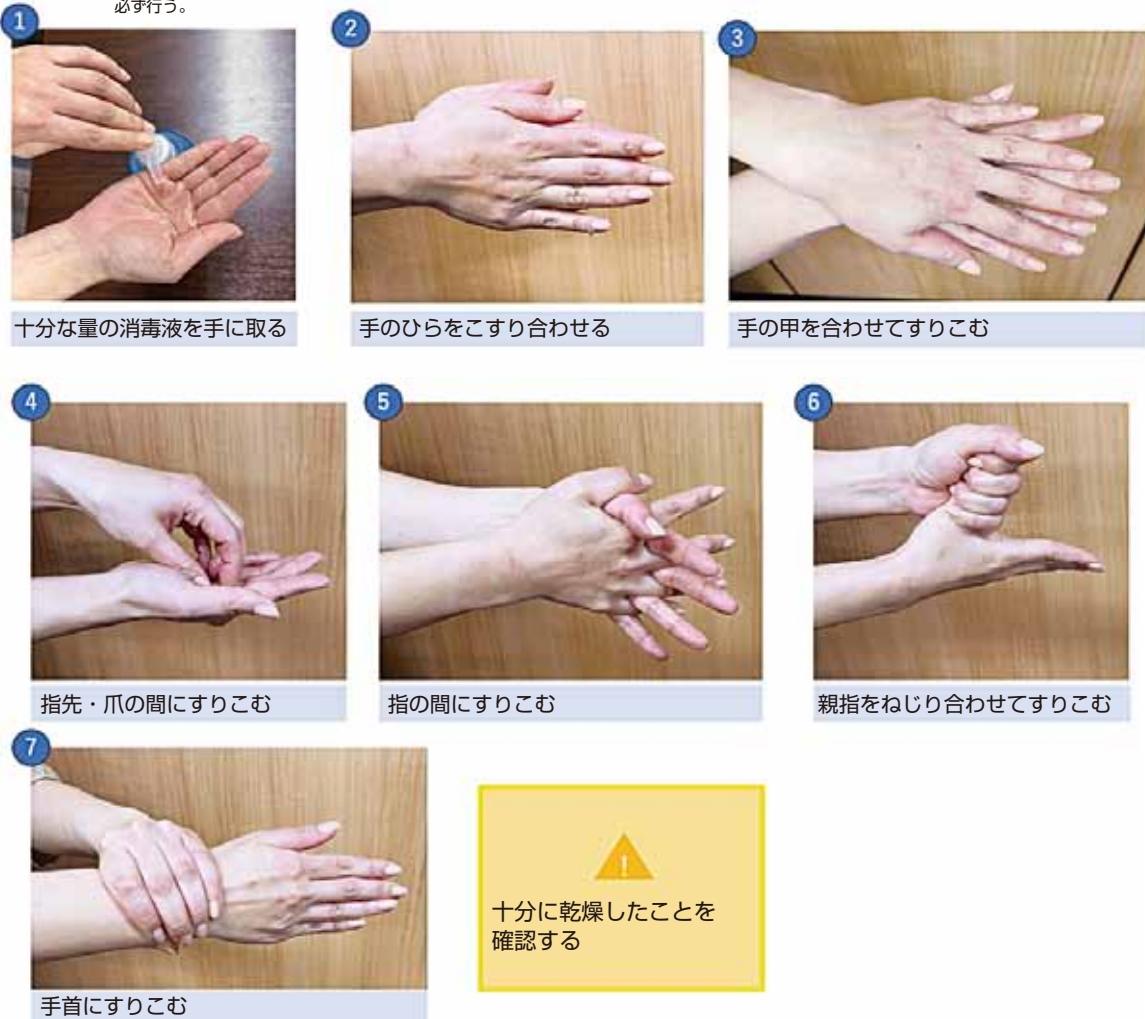 必ず行う。
1
2
3
十分な量の消毒液を手に取る
手のひらをこすり合わせる
手の甲を合わせてすりこむ
4
5
6
指先・爪の間にすりこむ
指の間にすりこむ
親指をねじり合わせてすりこむ
7
手首にすりこむ
!
十分に乾燥したことを
確認する